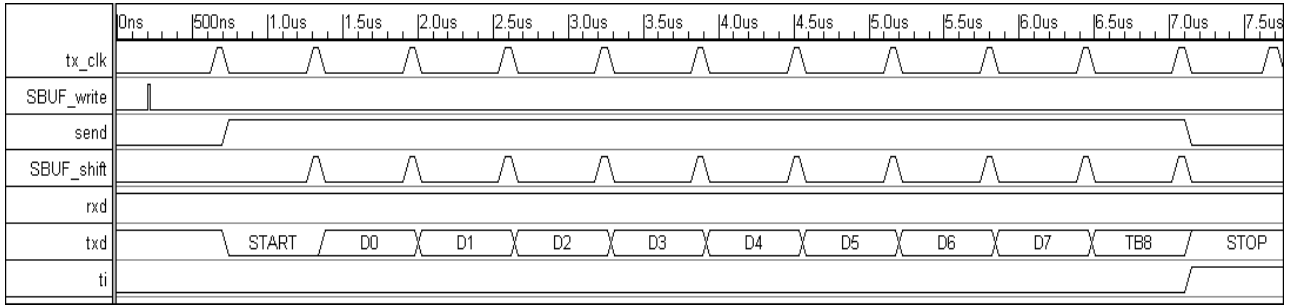 0ns 500ns 1.0us 1.5us 2.0us 2.5us 3.0us 3.5us 4.0us 4.5us 5.0us 5.5us 6.0us 6.5us 7.0us 7.5us
tx_clk
SBUF_write
send
SBUF_shift
rxd
txd START D0 D1 D2 D3 D4 D5 D6 D7 TB8 STOP
ti